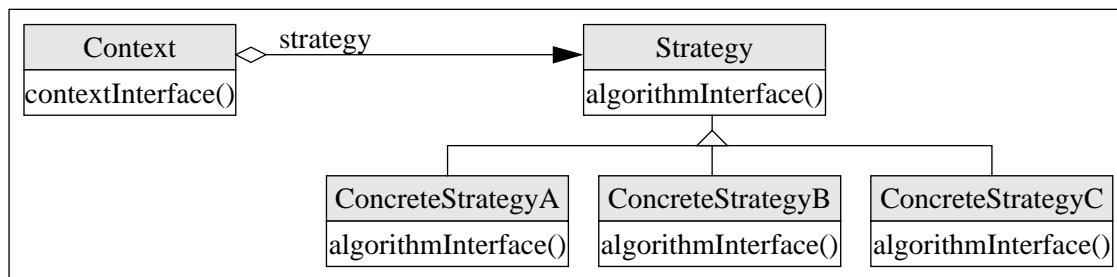 Context
strategy
Strategy
contextInterface()
algorithmInterface()
ConcreteStrategyA
ConcreteStrategyB
ConcreteStrategyC
algorithmInterface()
algorithmInterface()
algorithmInterface()